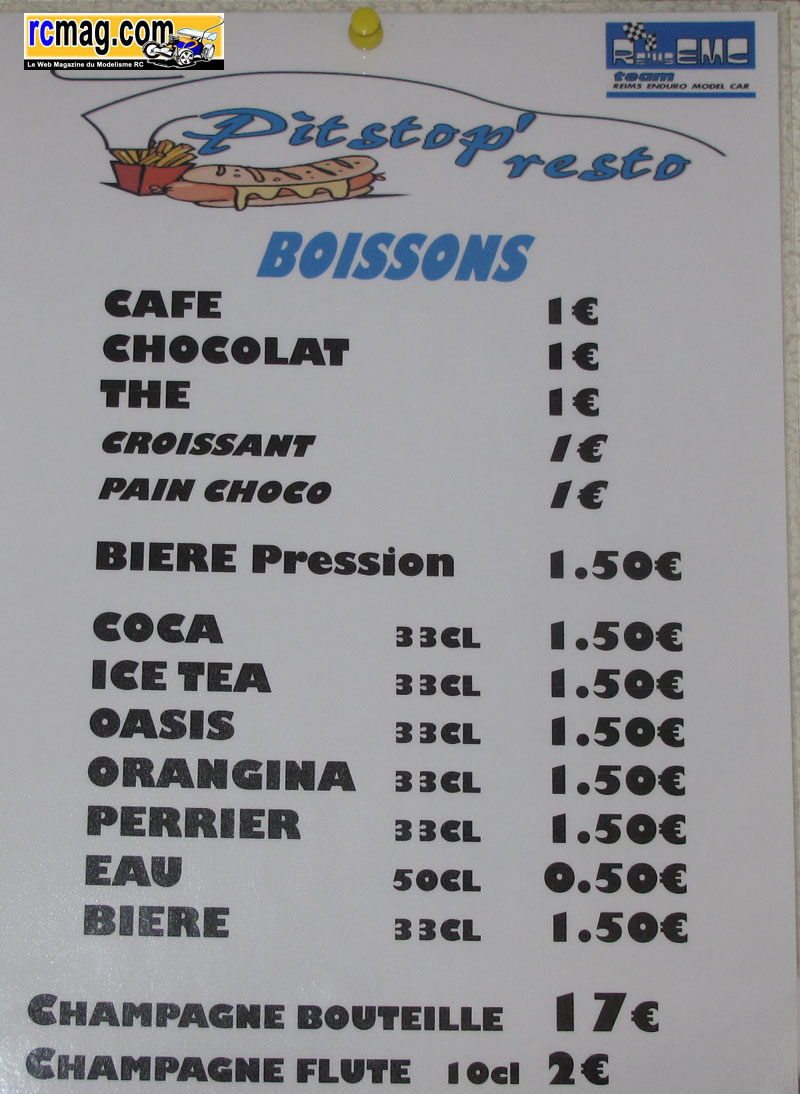 rcmag.com
Le Web Magazine du Modelisme RC
ReimsEMC
team
REIMS ENDURO MODEL CAR
Pitstop'
resto
BOISSONS
CAFE 1€
CHOCOLAT 1€
THE 1€
CROISSANT 1€
PAIN CHOCO 1€
BIERE Pression 1.50€
COCA 33CL 1.50€
ICE TEA 33CL 1.50€
OASIS 33CL 1.50€
ORANGINA 33CL 1.50€
PERRIER 33CL 1.50€
EAU 50CL 0.50€
BIERE 33CL 1.50€
CHAMPAGNE BOUTEILLE 17€
CHAMPAGNE FLUTE 10cl 2€